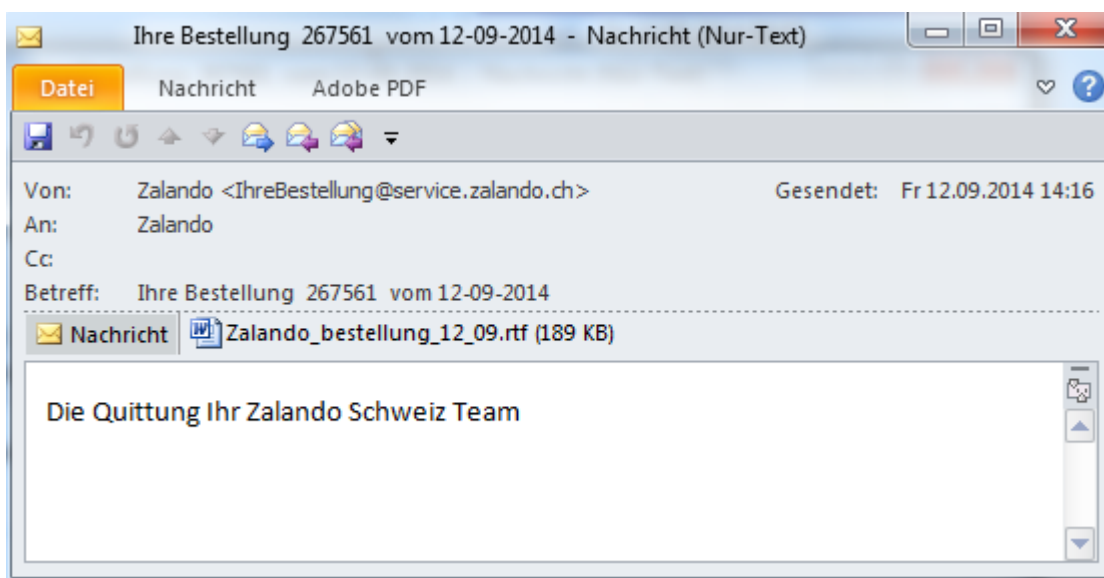 Ihre Bestellung 267561 vom 12-09-2014 - Nachricht (Nur-Text)
Datei Nachricht Adobe PDF
Von: Zalando <IhreBestellung@service.zalando.ch> Gesendet: Fr 12.09.2014 14:16
An: Zalando
Cc:
Betreff: Ihre Bestellung 267561 vom 12-09-2014
Nachricht Zalando_bestellung_12_09.rtf (189 KB)
Die Quittung Ihr Zalando Schweiz Team